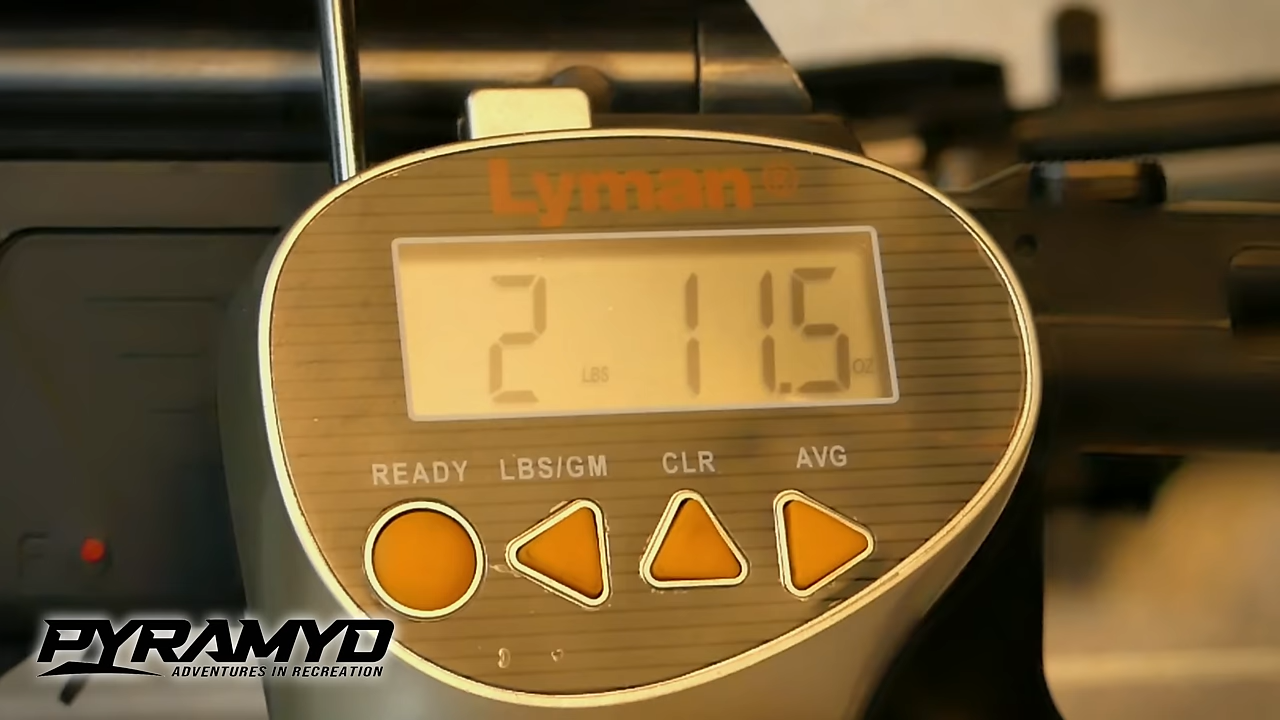 Lyman®
2 LBS 11.5 OZ
READY LBS/GM CLR AVG
F
PYRAMYD
ADVENTURES IN RECREATION